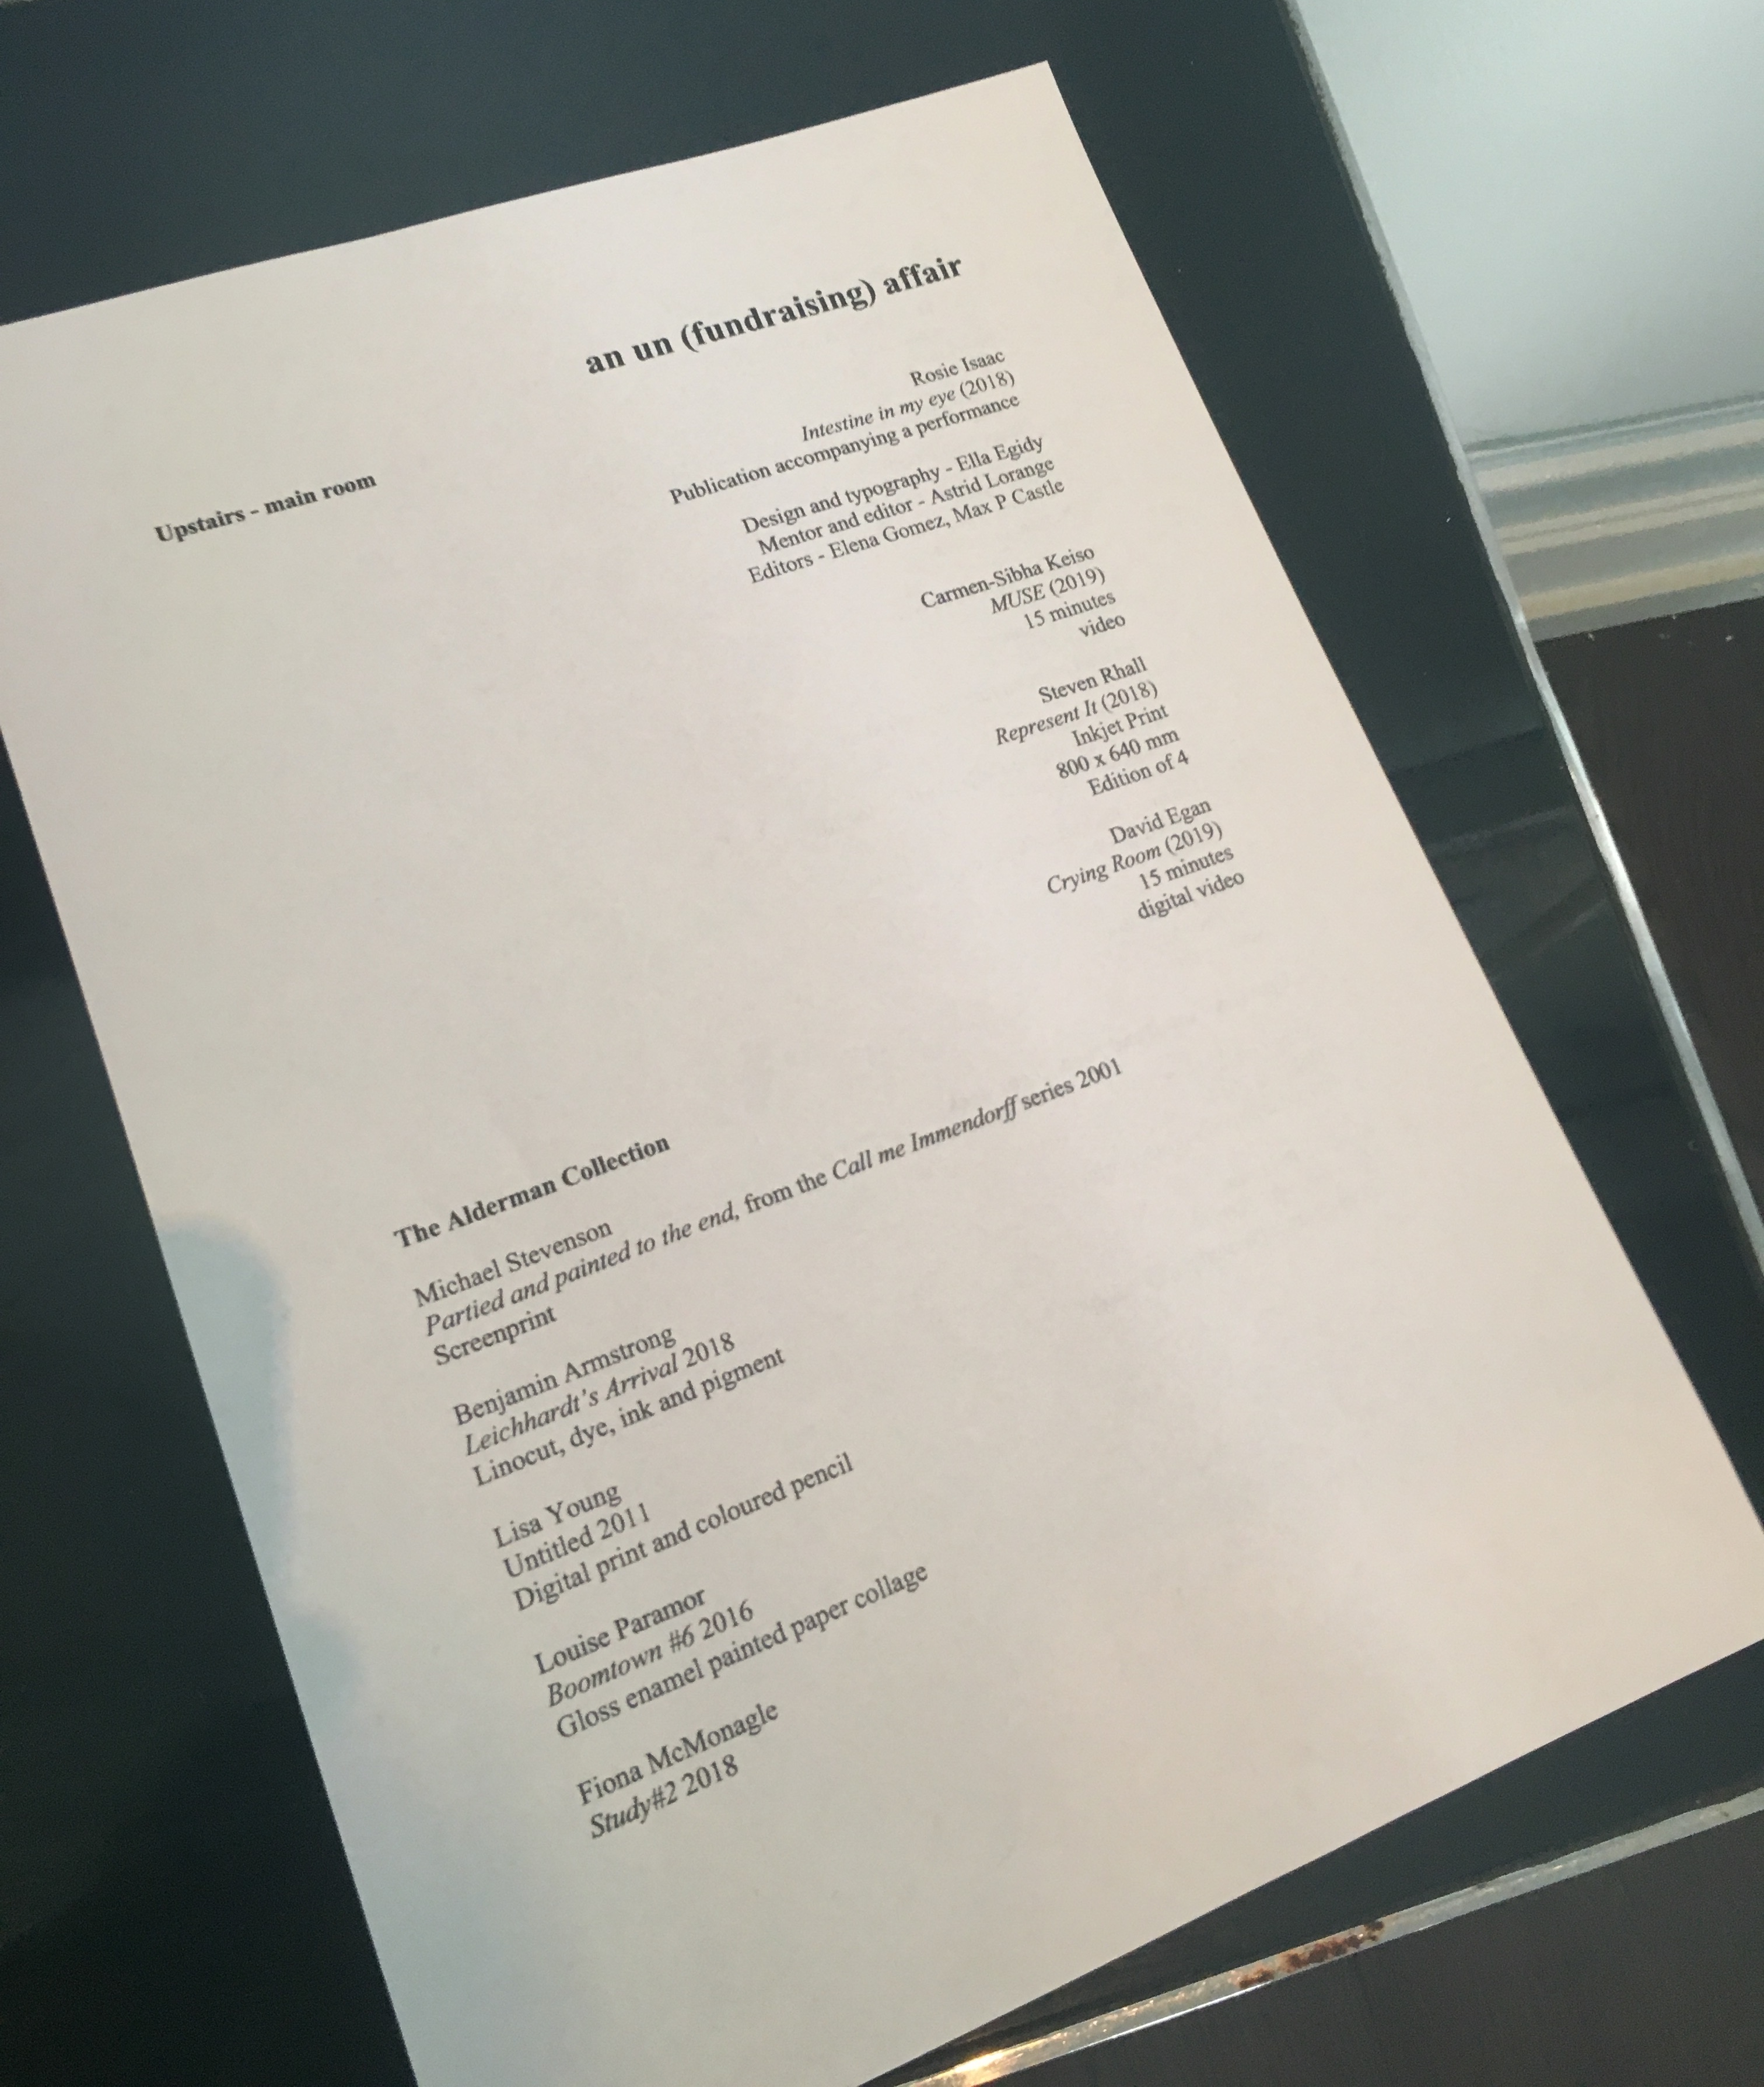 an un (fundraising) affair
Upstairs - main room
Rosie Isaac
Intestine in my eye (2018)
Publication accompanying a performance
Design and typography - Ella Egidy
Mentor and editor - Astrid Lorange
Editors - Elena Gomez, Max P Castle
Carmen-Sibha Keiso
MUSE (2019)
15 minutes
video
Steven Rhall
Represent It (2018)
Inkjet Print
800 x 640 mm
Edition of 4
David Egan
Crying Room (2019)
15 minutes
digital video
The Alderman Collection
Michael Stevenson
Partied and painted to the end, from the Call me Immendorff series 2001
Screenprint
Benjamin Armstrong
Leichhardt's Arrival 2018
Linocut, dye, ink and pigment
Lisa Young
Untitled 2011
Digital print and coloured pencil
Louise Paramor
Boomtown #6 2016
Gloss enamel painted paper collage
Fiona McMonagle
Study#2 2018